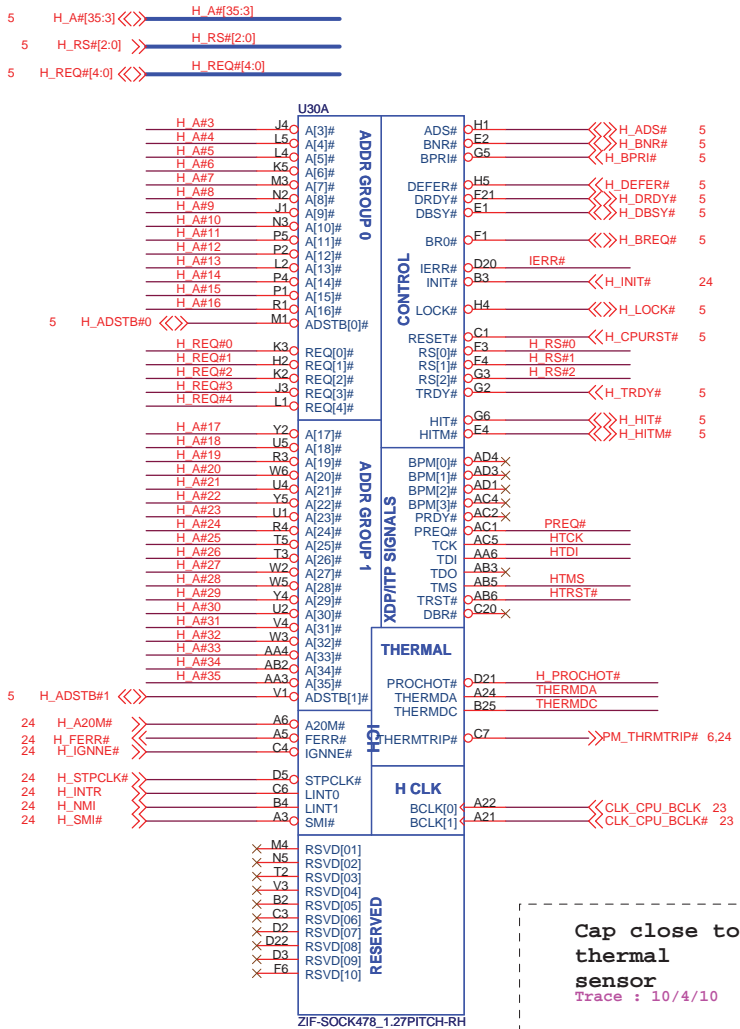 5 H_A#[35:3] H_A#[35:3]
5 H_RS#[2:0] H_RS#[2:0]
5 H_REQ#[4:0] H_REQ#[4:0]
U30A
H_A#3 J4 A[3]# ADS# H1 H_ADS# 5
H_A#4 L5 A[4]# BNR# E2 H_BNR# 5
H_A#5 L4 A[5]# BPRI# G5 H_BPRI# 5
H_A#6 K5 A[6]#
H_A#7 M3 A[7]# DEFER# H5 H_DEFER# 5
H_A#8 N2 A[8]# DRDY# F21 H_DRDY# 5
H_A#9 J1 A[9]# DBSY# E1 H_DBSY# 5
H_A#10 N3 A[10]#
H_A#11 P5 A[11]# BR0# F1 H_BREQ# 5
H_A#12 P2 A[12]#
H_A#13 L2 A[13]# IERR# D20 IERR#
H_A#14 P4 A[14]# INIT# B3 H_INIT# 24
H_A#15 P1 A[15]#
H_A#16 R1 A[16]# LOCK# H4 H_LOCK# 5
5 H_ADSTB#0 M1 ADSTB[0]#
ADDR GROUP 0
CONTROL
RESET# C1 H_CPURST# 5
H_REQ#0 K3 REQ[0]# RS[0]# F3 H_RS#0
H_REQ#1 H2 REQ[1]# RS[1]# F4 H_RS#1
H_REQ#2 K2 REQ[2]# RS[2]# G3 H_RS#2
H_REQ#3 J3 REQ[3]# TRDY# G2 H_TRDY# 5
H_REQ#4 L1 REQ[4]#
HIT# G6 H_HIT# 5
H_A#17 Y2 A[17]# HITM# E4 H_HITM# 5
H_A#18 U5 A[18]#
H_A#19 R3 A[19]# BPM[0]# AD4
H_A#20 W6 A[20]# BPM[1]# AD3
H_A#21 U4 A[21]# BPM[2]# AD1
H_A#22 Y5 A[22]# BPM[3]# AC4
H_A#23 U1 A[23]# PRDY# AC2
H_A#24 R4 A[24]# PREQ# AC1 PREQ#
H_A#25 T5 A[25]# TCK AC5 HTCK
H_A#26 T3 A[26]# TDI AA6 HTDI
H_A#27 W2 A[27]# TDO AB3
H_A#28 W5 A[28]# TMS AB5 HTMS
H_A#29 Y4 A[29]# TRST# AB6 HTRST#
H_A#30 U2 A[30]# DBR# C20
H_A#31 V4 A[31]#
H_A#32 W3 A[32]#
H_A#33 AA4 A[33]#
H_A#34 AB2 A[34]#
H_A#35 AA3 A[35]#
5 H_ADSTB#1 V1 ADSTB[1]#
ADDR GROUP 1
XDP/ITP SIGNALS
THERMAL
PROCHOT# D21 H_PROCHOT#
THERMDA A24 THERMDA
THERMDC B25 THERMDC
24 H_A20M# A6 A20M#
24 H_FERR# A5 FERR# THERMTRIP# C7 PM_THRMTRIP# 6,24
24 H_IGNNE# C4 IGNNE#
ICH
24 H_STPCLK# D5 STPCLK#
24 H_INTR C6 LINT0
24 H_NMI B4 LINT1
24 H_SMI# A3 SMI#
H CLK
BCLK[0] A22 CLK_CPU_BCLK 23
BCLK[1] A21 CLK_CPU_BCLK# 23
M4 RSVD[01]
N5 RSVD[02]
T2 RSVD[03]
V3 RSVD[04]
B2 RSVD[05]
C3 RSVD[06]
D2 RSVD[07]
D22 RSVD[08]
D3 RSVD[09]
F6 RSVD[10]
RESERVED
ZIF-SOCK478_1.27PITCH-RH
Cap close to
thermal
sensor
Trace : 10/4/10